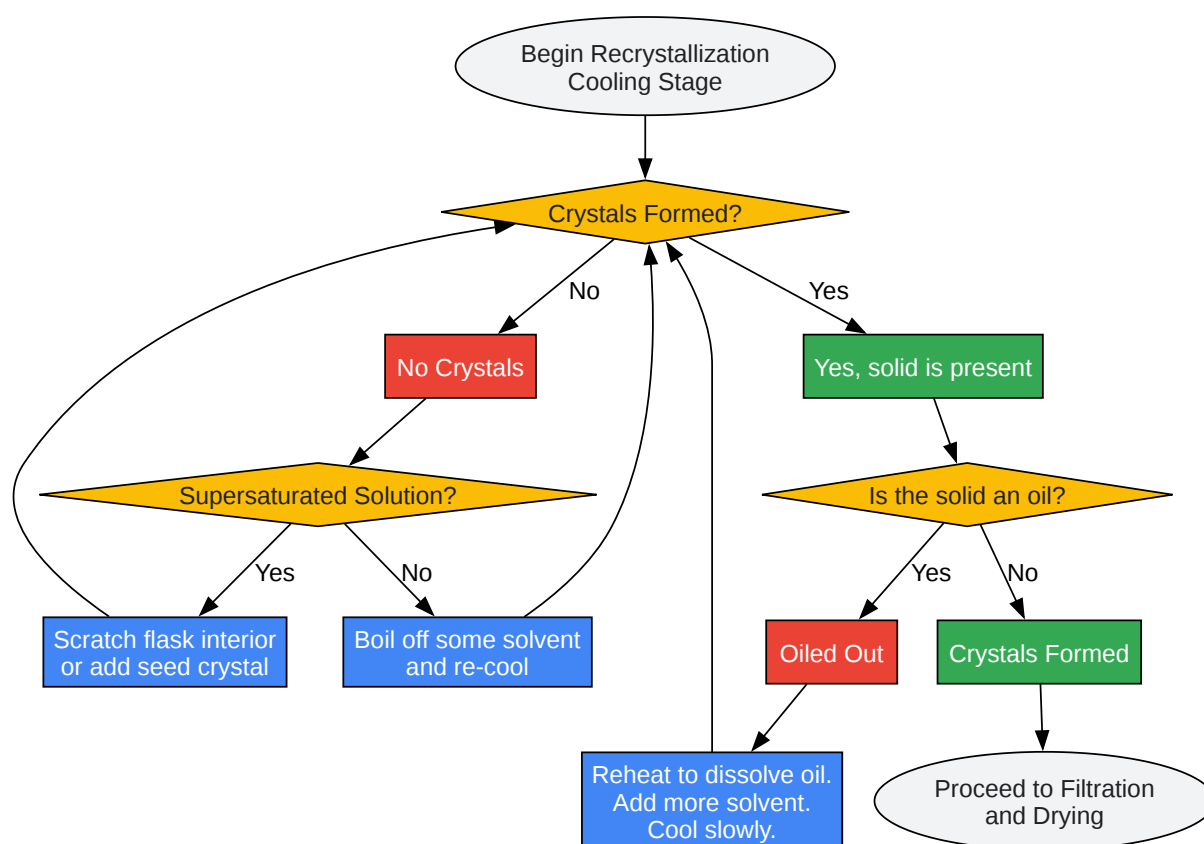 Begin Recrystallization
Cooling Stage
Crystals Formed?
No
Yes
No Crystals
Yes, solid is present
Supersaturated Solution?
Is the solid an oil?
Yes
No
Yes
No
Scratch flask interior
or add seed crystal
Boil off some solvent
and re-cool
Oiled Out
Crystals Formed
Reheat to dissolve oil.
Add more solvent.
Cool slowly.
Proceed to Filtration
and Drying